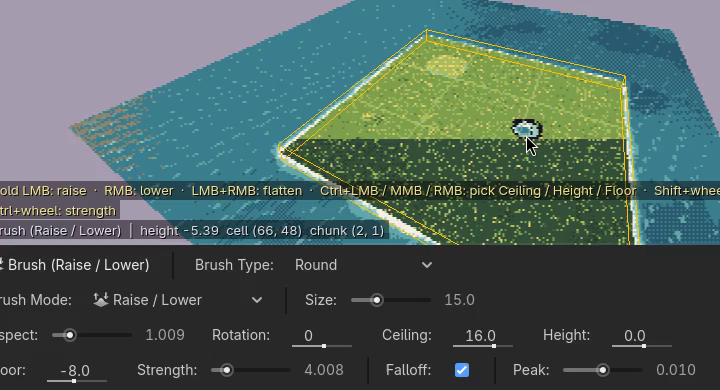 old LMB: raise · RMB: lower · LMB+RMB: flatten · Ctrl+LMB / MMB / RMB: pick Ceiling / Height / Floor · Shift+whee
trl+wheel: strength
rush (Raise / Lower) | height -5.39 cell (66, 48) chunk (2, 1)
Brush (Raise / Lower) Brush Type: Round
rush Mode: Raise / Lower Size: 15.0
spect: 1.009 Rotation: 0 Ceiling: 16.0 Height: 0.0
oor: -8.0 Strength: 4.008 Falloff: Peak: 0.010